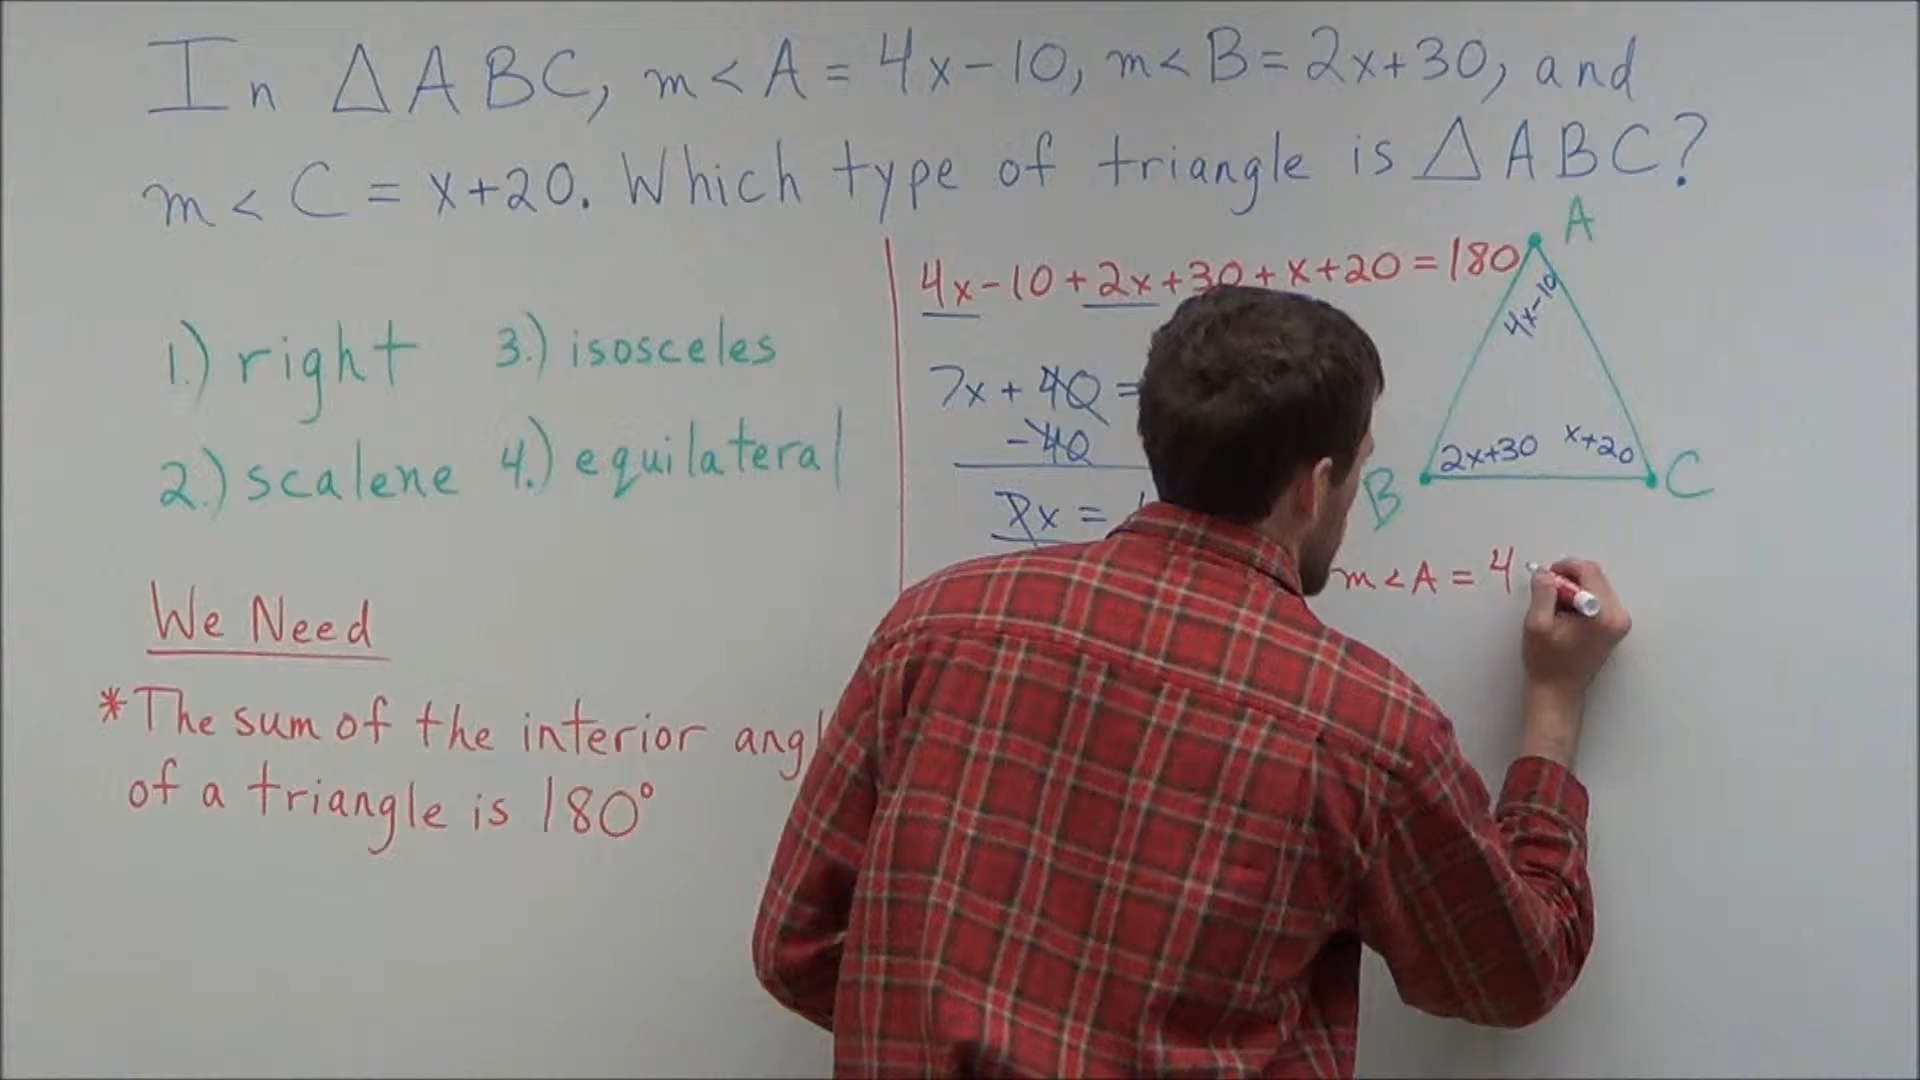 In △ABC, m<A = 4x-10, m<B = 2x+30, and
m<C = x+20. Which type of triangle is △ABC?
1.) right 3.) isosceles
2.) scalene 4.) equilateral
We Need
*The sum of the interior
of a triangle is 180°
4x-10+2x+30+x+20=180
7x + 40 =
-40
7x =
A
4x-10
2x+30 x+20
B C
m<A = 4